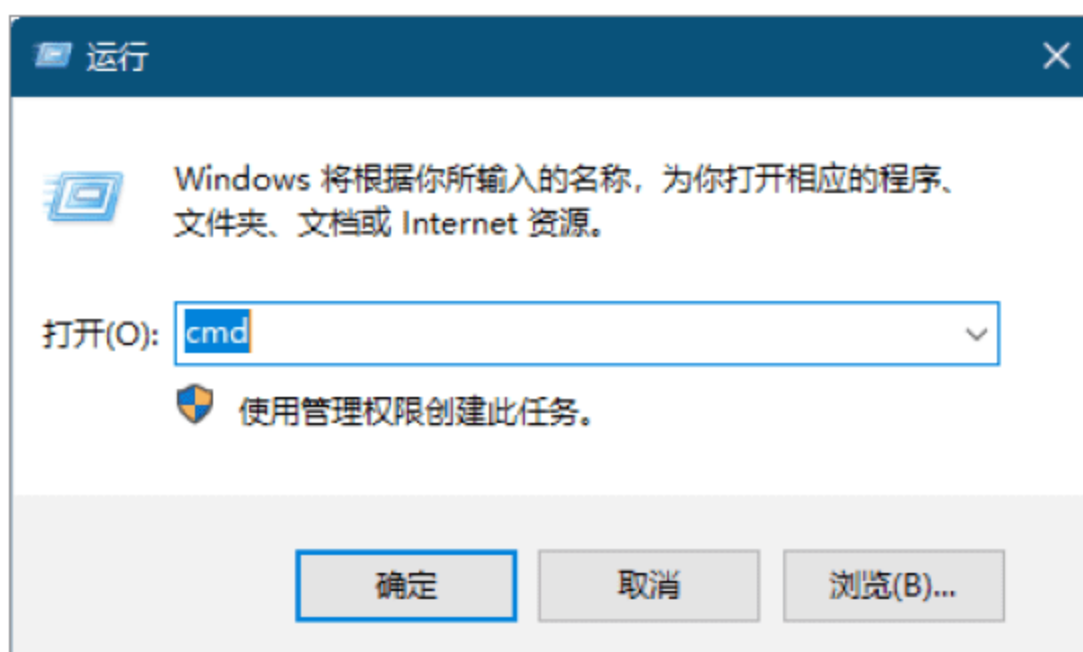 运行
Windows 将根据你所输入的名称，为你打开相应的程序、
文件夹、文档或 Internet 资源。
打开(O): cmd
使用管理权限创建此任务。
确定 取消 浏览(B)...